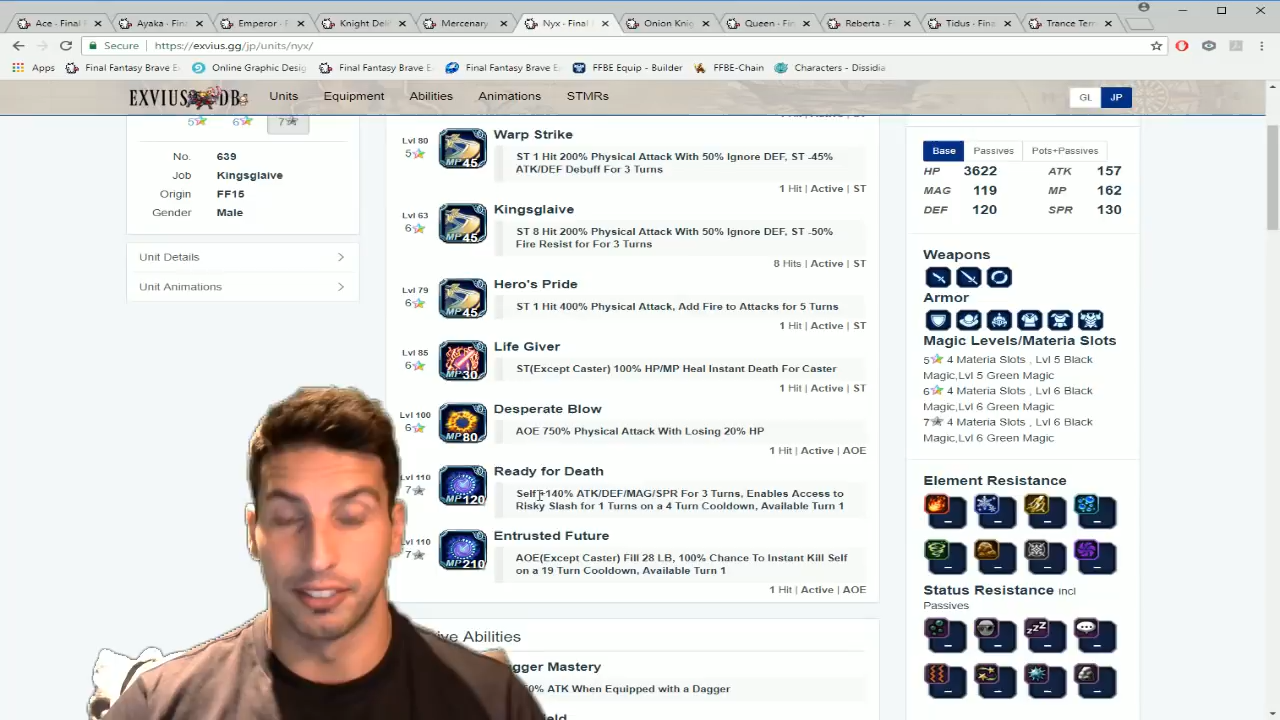 Ace - Final F
Ayaka - Fina
Emperor - F
Knight Deli
Mercenary
Nyx - Final
Onion Knig
Queen - Fin
Reberta - F
Tidus - Fina
Trance Terr
Secure
https://exvius.gg/jp/units/nyx/
Apps
Final Fantasy Brave E
Online Graphic Desig
Final Fantasy Brave E
Final Fantasy Brave E
FFBE Equip - Builder
FFBE-Chain
Characters - Dissidia
EXVIUS DB
Units
Equipment
Abilities
Animations
STMRs
GL
JP
5
6
7
No. 639
Job Kingsglaive
Origin FF15
Gender Male
Unit Details
Unit Animations
Lvl 80
5
MP45
Warp Strike
ST 1 Hit 200% Physical Attack With 50% Ignore DEF, ST -45%
ATK/DEF Debuff For 3 Turns
1 Hit | Active | ST
Lvl 63
6
MP45
Kingsglaive
ST 8 Hit 200% Physical Attack With 50% Ignore DEF, ST -50%
Fire Resist for For 3 Turns
8 Hits | Active | ST
Lvl 79
6
MP45
Hero's Pride
ST 1 Hit 400% Physical Attack, Add Fire to Attacks for 5 Turns
1 Hit | Active | ST
Lvl 85
6
MP30
Life Giver
ST(Except Caster) 100% HP/MP Heal Instant Death For Caster
1 Hit | Active | ST
Lvl 100
6
MP80
Desperate Blow
AOE 750% Physical Attack With Losing 20% HP
1 Hit | Active | AOE
Lvl 110
7
MP120
Ready for Death
Self +140% ATK/DEF/MAG/SPR For 3 Turns, Enables Access to
Risky Slash for 1 Turns on a 4 Turn Cooldown, Available Turn 1
Lvl 110
7
MP210
Entrusted Future
AOE(Except Caster) Fill 28 LB, 100% Chance To Instant Kill Self
on a 19 Turn Cooldown, Available Turn 1
1 Hit | Active | AOE
Abilities
Mastery
ATK When Equipped with a Dagger
Base
Passives
Pots+Passives
HP 3622 ATK 157
MAG 119 MP 162
DEF 120 SPR 130
Weapons
Armor
Magic Levels/Materia Slots
5 4 Materia Slots , Lvl 5 Black
Magic,Lvl 5 Green Magic
6 4 Materia Slots , Lvl 6 Black
Magic,Lvl 6 Green Magic
7 4 Materia Slots , Lvl 6 Black
Magic,Lvl 6 Green Magic
Element Resistance
Status Resistance incl
Passives